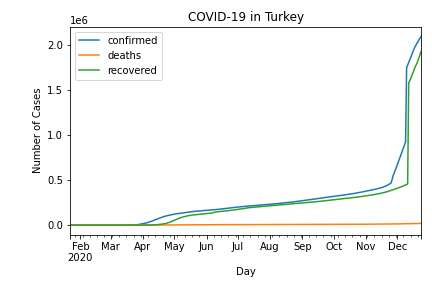 COVID-19 in Turkey
1e6
confirmed
deaths
recovered
Number of Cases
2.0
1.5
1.0
0.5
0.0
Feb Mar Apr May Jun Jul Aug Sep Oct Nov Dec
2020
Day